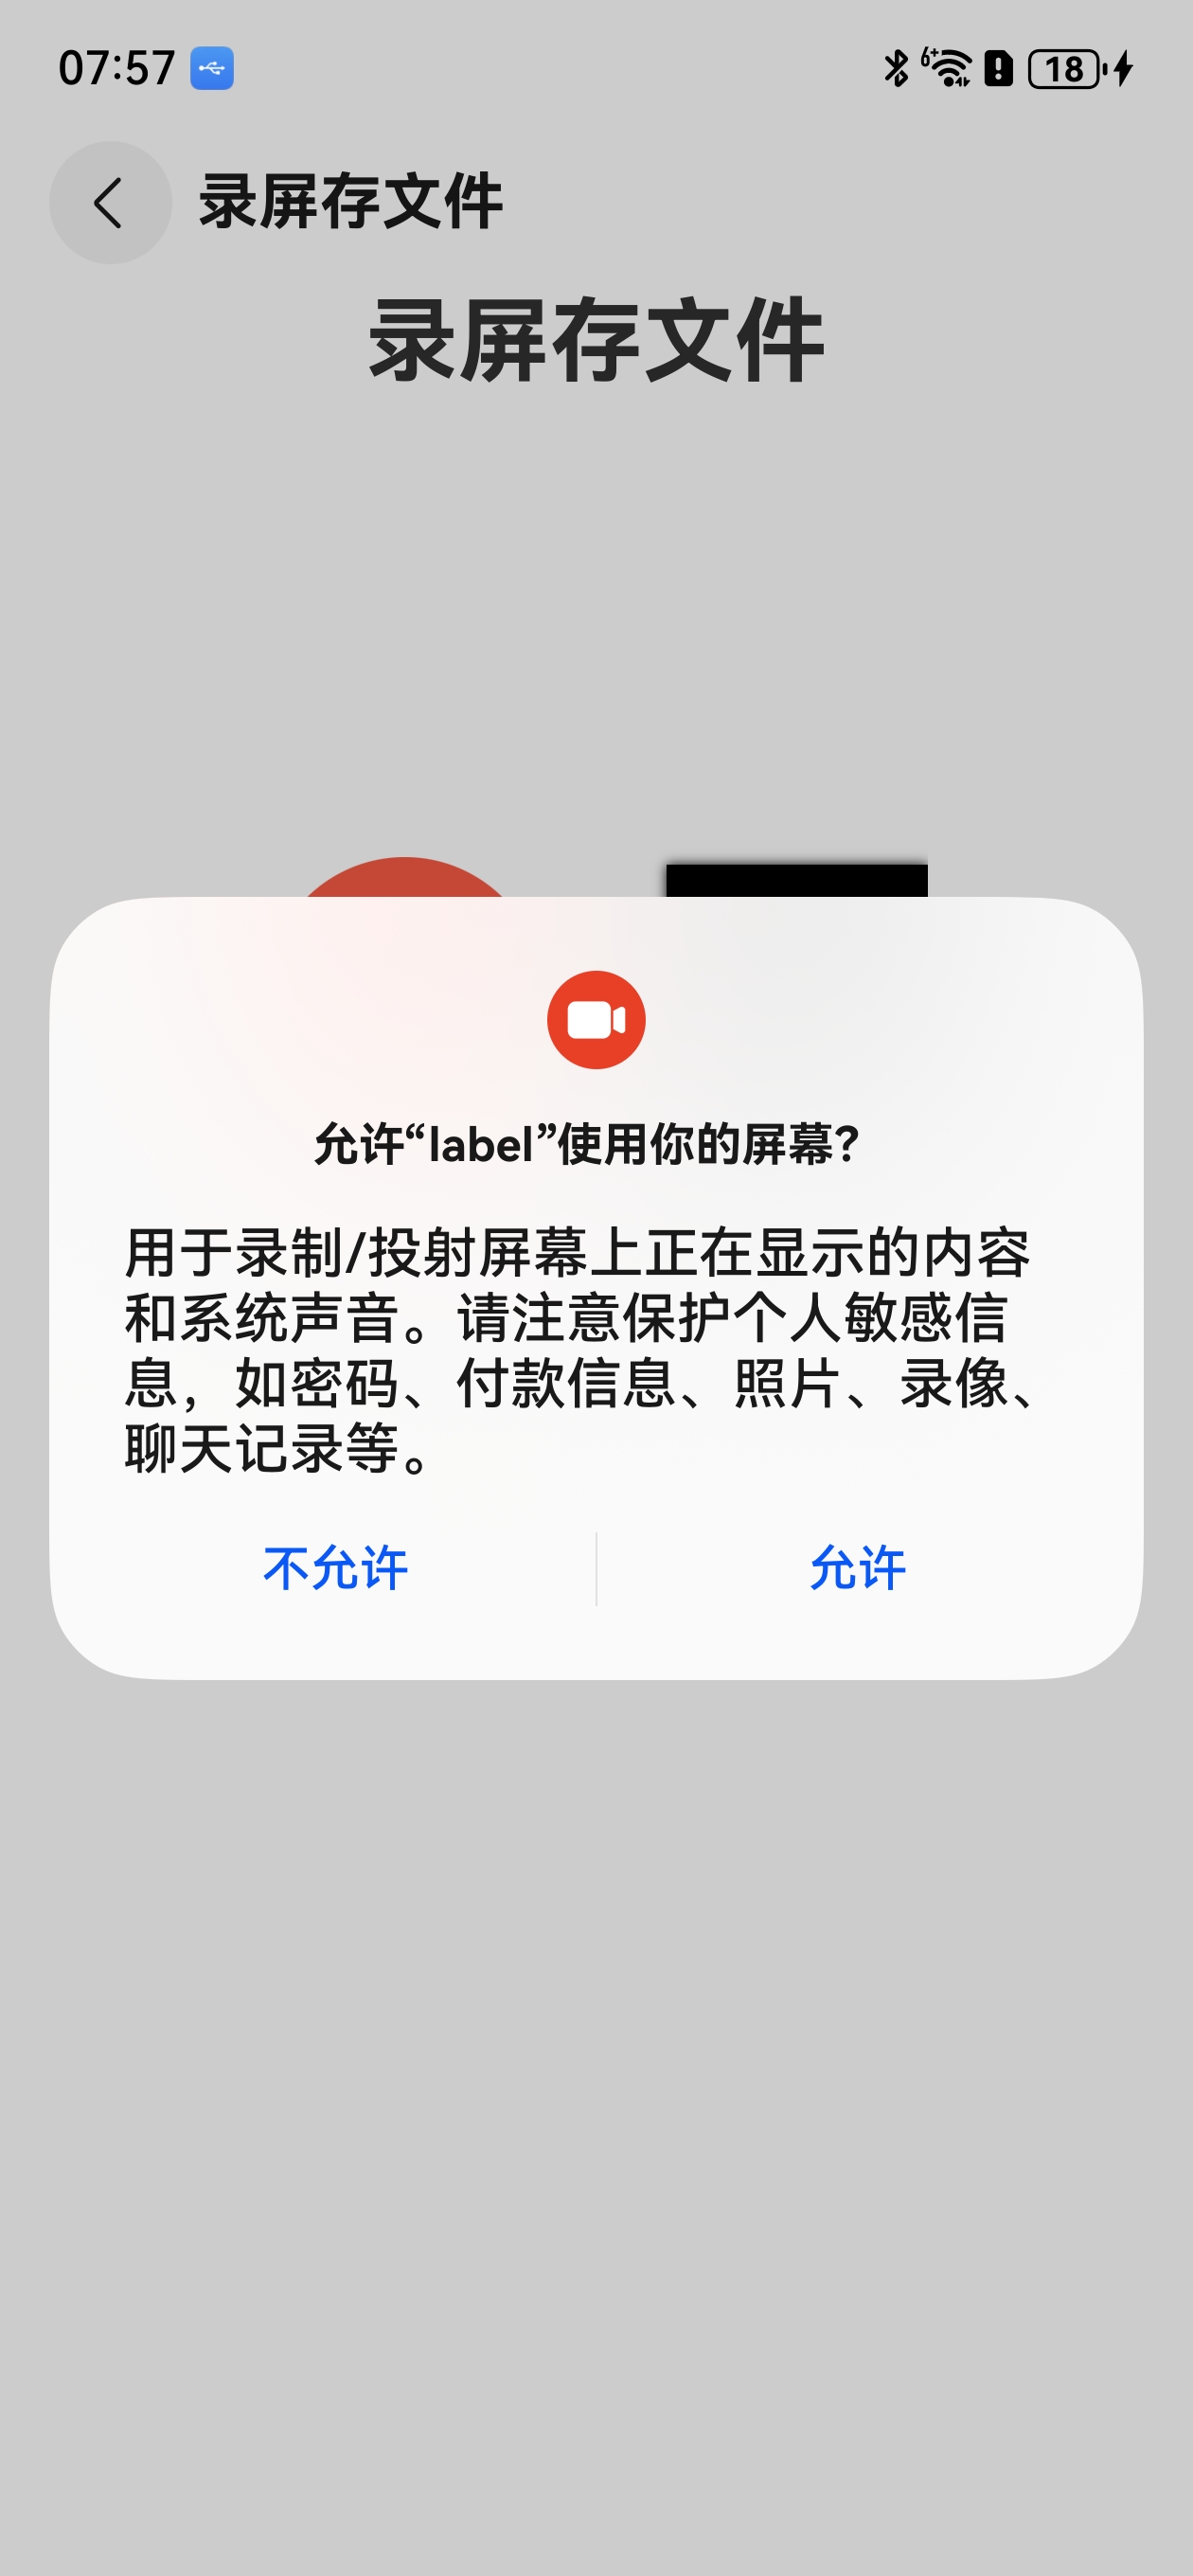 07:57
18
录屏存文件
录屏存文件
允许“label”使用你的屏幕？
用于录制/投射屏幕上正在显示的内容
和系统声音。请注意保护个人敏感信
息，如密码、付款信息、照片、录像、
聊天记录等。
不允许
允许